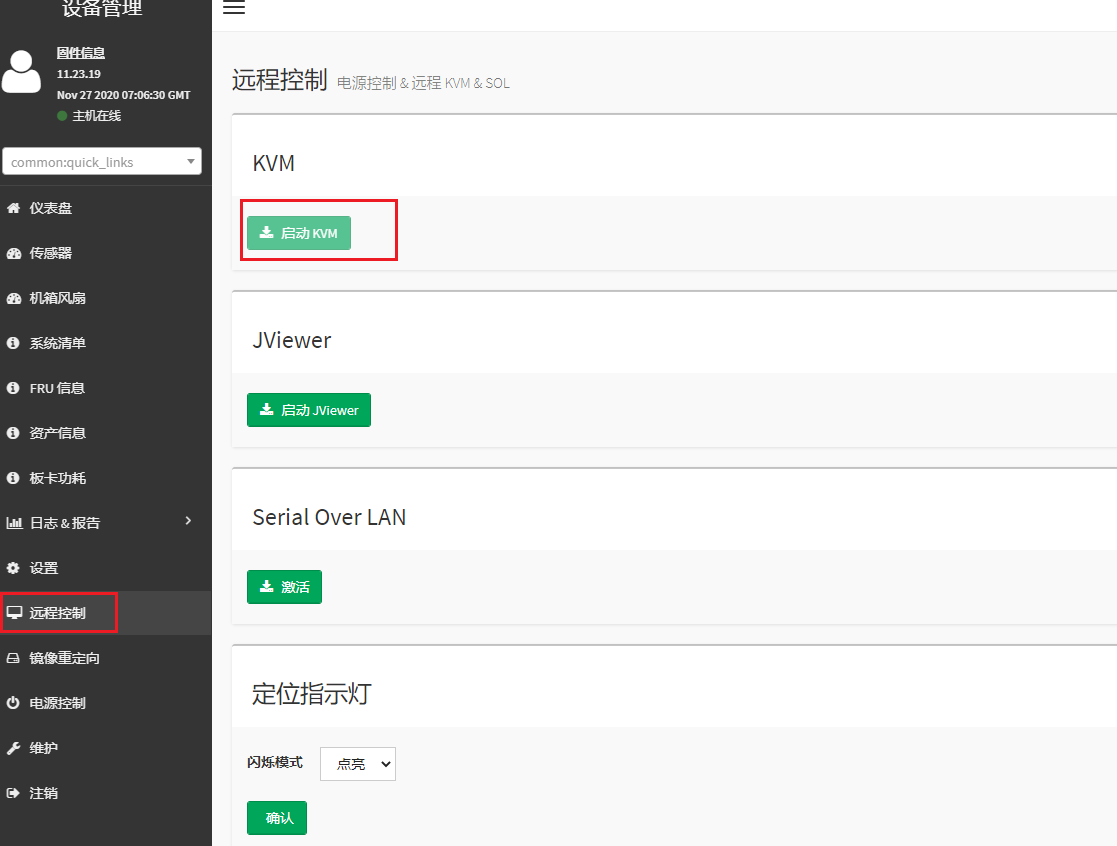 设备管理
固件信息
11.23.19
Nov 27 2020 07:06:30 GMT
主机在线
common:quick_links
仪表盘
传感器
机箱风扇
系统清单
FRU 信息
资产信息
板卡功耗
日志 & 报告
设置
远程控制
镜像重定向
电源控制
维护
注销
远程控制 电源控制 & 远程 KVM & SOL
KVM
启动 KVM
JViewer
启动 JViewer
Serial Over LAN
激活
定位指示灯
闪烁模式 点亮
确认